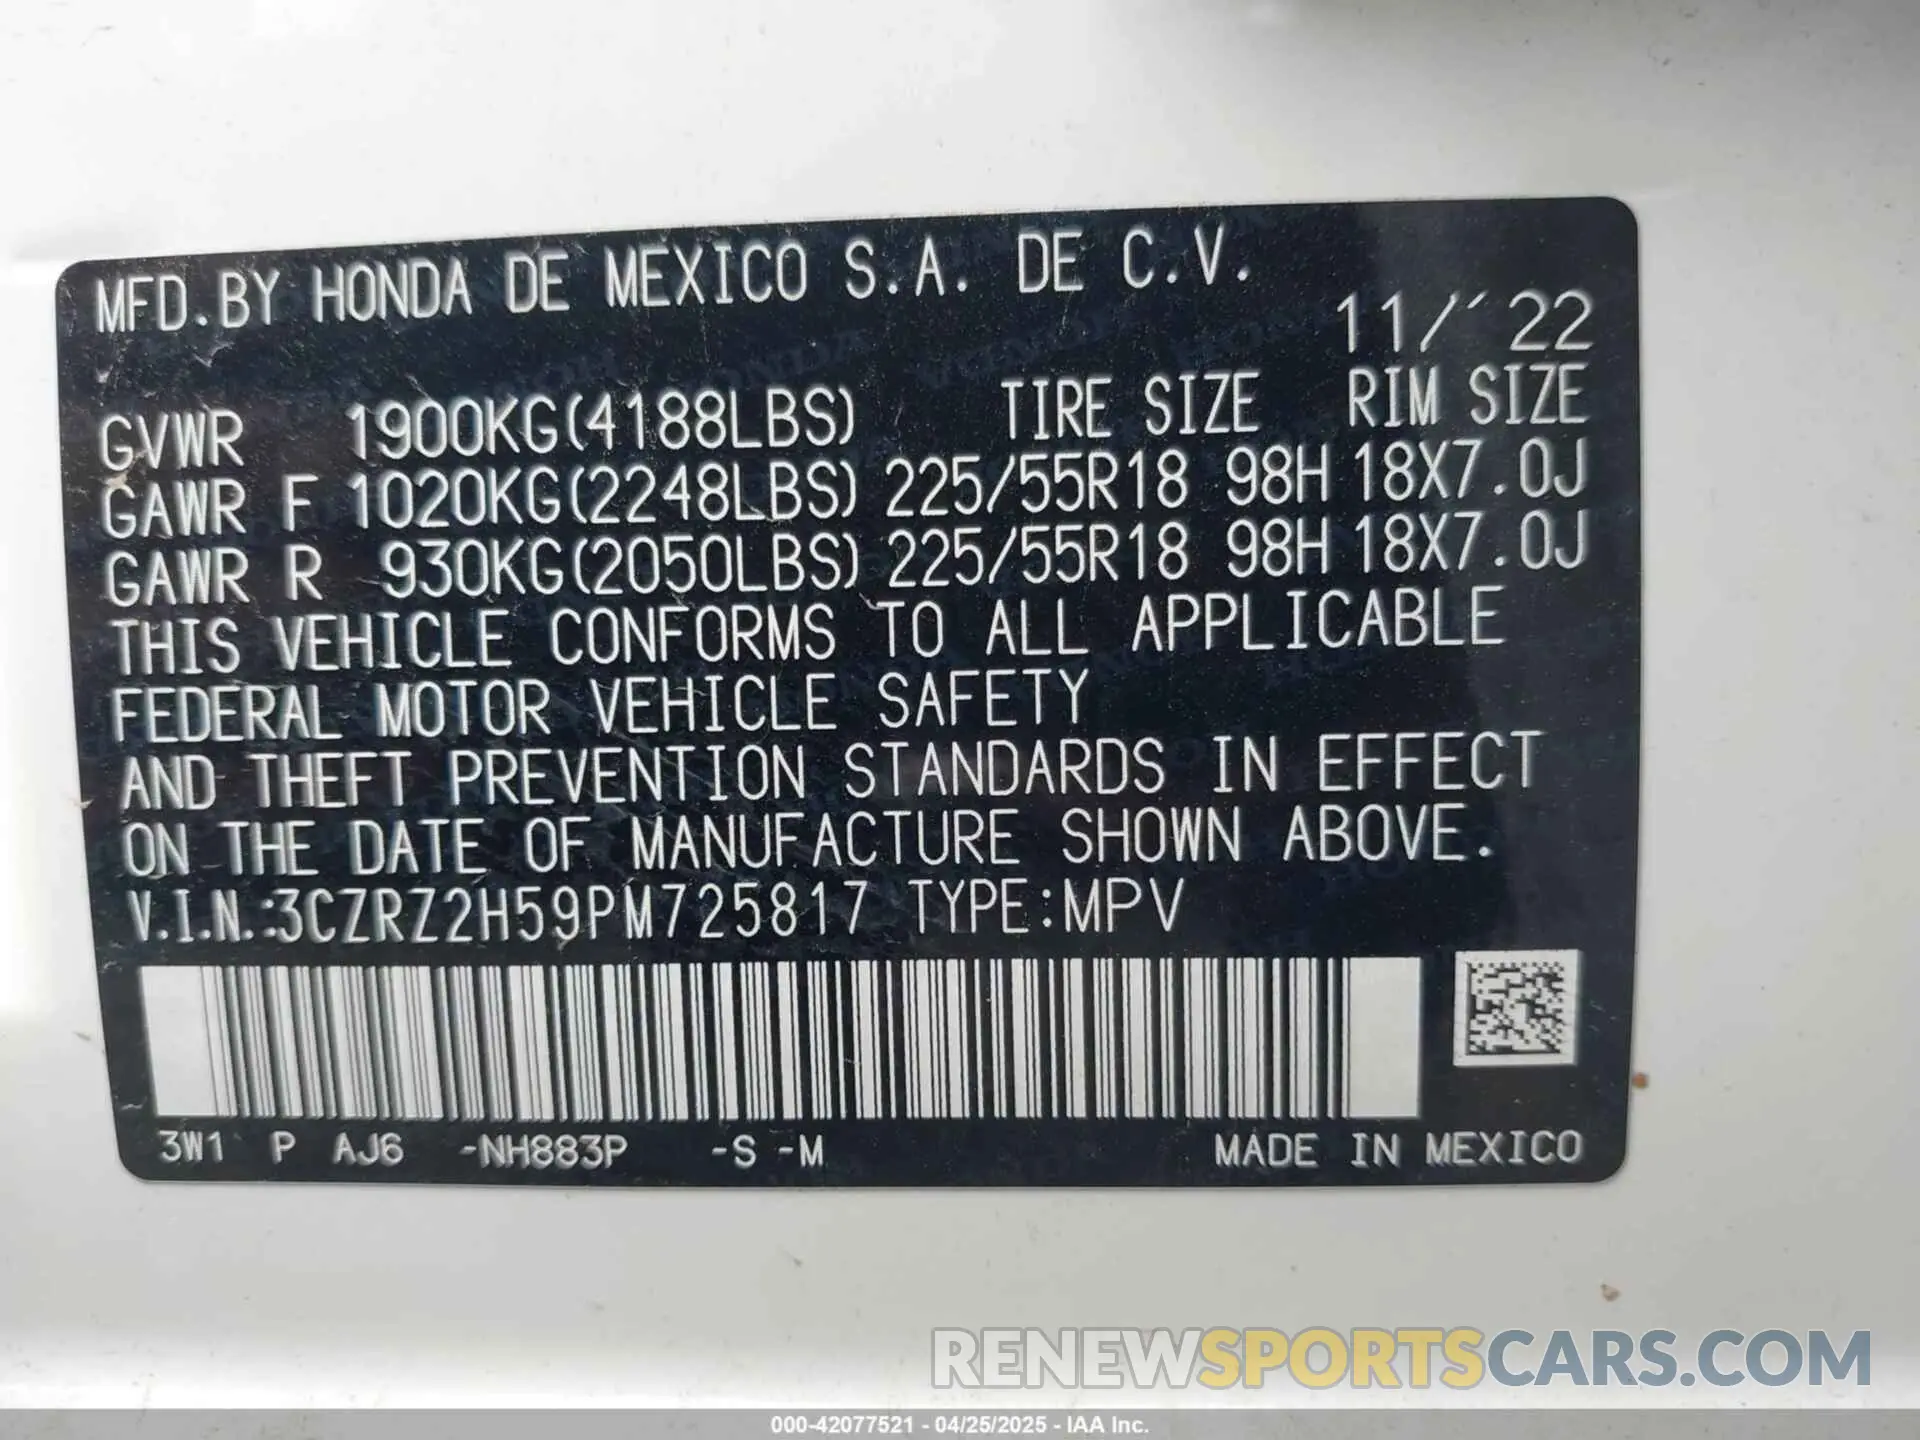 MFD.BY HONDA DE MEXICO S.A. DE C.V.
11/´22
GVWR 1900KG(4188LBS) TIRE SIZE RIM SIZE
GAWR F 1020KG(2248LBS) 225/55R18 98H 18X7.0J
GAWR R 930KG(2050LBS) 225/55R18 98H 18X7.0J
THIS VEHICLE CONFORMS TO ALL APPLICABLE
FEDERAL MOTOR VEHICLE SAFETY
AND THEFT PREVENTION STANDARDS IN EFFECT
ON THE DATE OF MANUFACTURE SHOWN ABOVE.
V.I.N.:3CZRZ2H59PM725817 TYPE:MPV
3W1 P AJ6 -NH883P -S -M MADE IN MEXICO
RENEWSPORTSCARS.COM
000-42077521 - 04/25/2025 - IAA Inc.